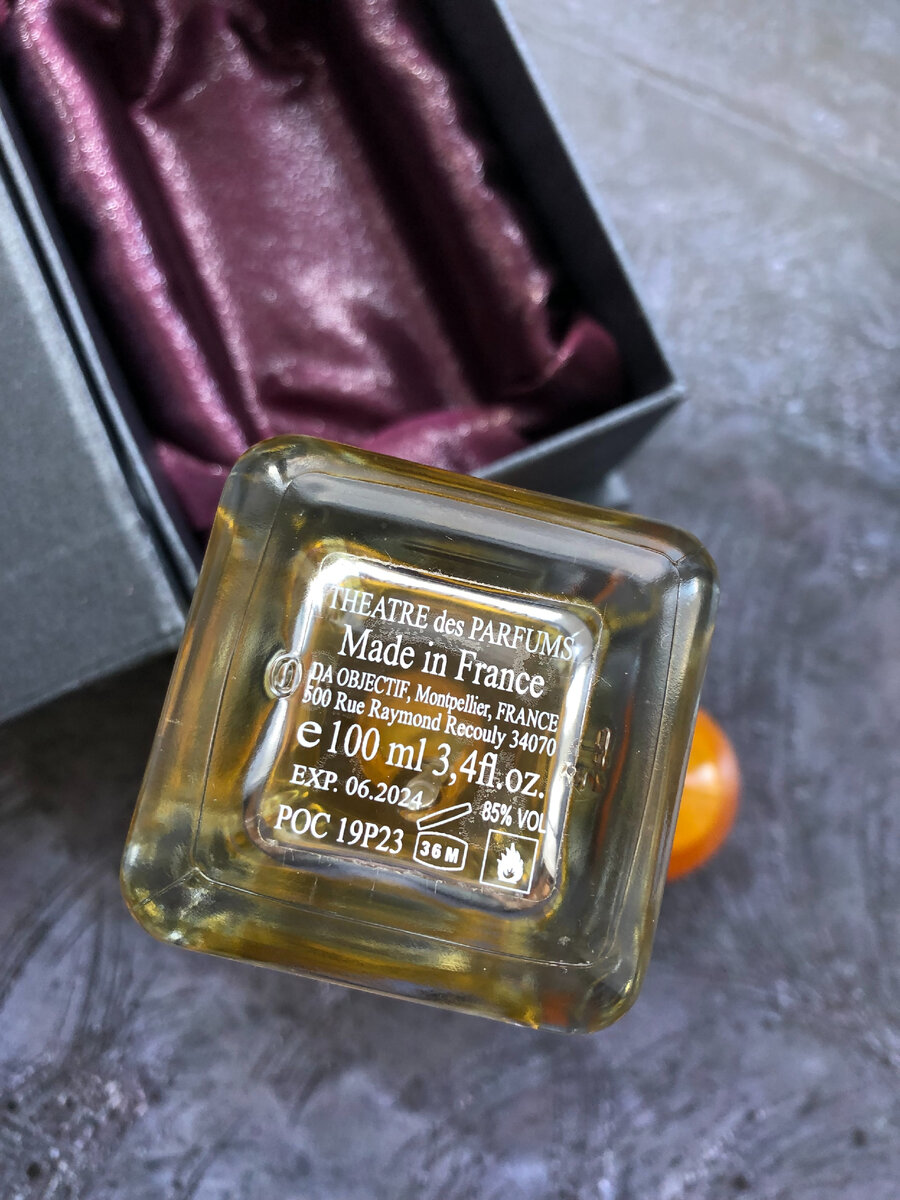 THEATRE des PARFUMS
Made in France
DA OBJECTIF, Montpellier, FRANCE
500 Rue Raymond Recouly 34070
e 100 ml 3,4fl.oz.
EXP. 06.2024
85% VOL
POC 19P23
36 M